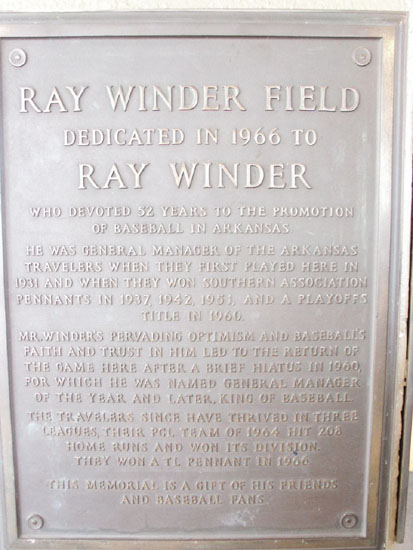 RAY WINDER FIELD
DEDICATED IN 1966 TO
RAY WINDER
WHO DEVOTED 52 YEARS TO THE PROMOTION
OF BASEBALL IN ARKANSAS
HE WAS GENERAL MANAGER OF THE ARKANSAS
TRAVELERS WHEN THEY FIRST PLAYED HERE IN
1931 AND WHEN THEY WON SOUTHERN ASSOCIATION
PENNANTS IN 1937, 1942, 1951, AND A PLAYOFFS
TITLE IN 1960.
MR. WINDER'S PERVADING OPTIMISM AND BASEBALL'S
FAITH AND TRUST IN HIM LED TO THE RETURN OF
THE GAME HERE AFTER A BRIEF HIATUS IN 1960,
FOR WHICH HE WAS NAMED GENERAL MANAGER
OF THE YEAR AND LATER, KING OF BASEBALL.
THE TRAVELERS SINCE HAVE THRIVED IN THREE
LEAGUES, THEIR PCL TEAM OF 1964 HIT 208
HOME RUNS AND WON ITS DIVISION.
THEY WON A TL PENNANT IN 1966
THIS MEMORIAL IS A GIFT OF HIS FRIENDS
AND BASEBALL FANS